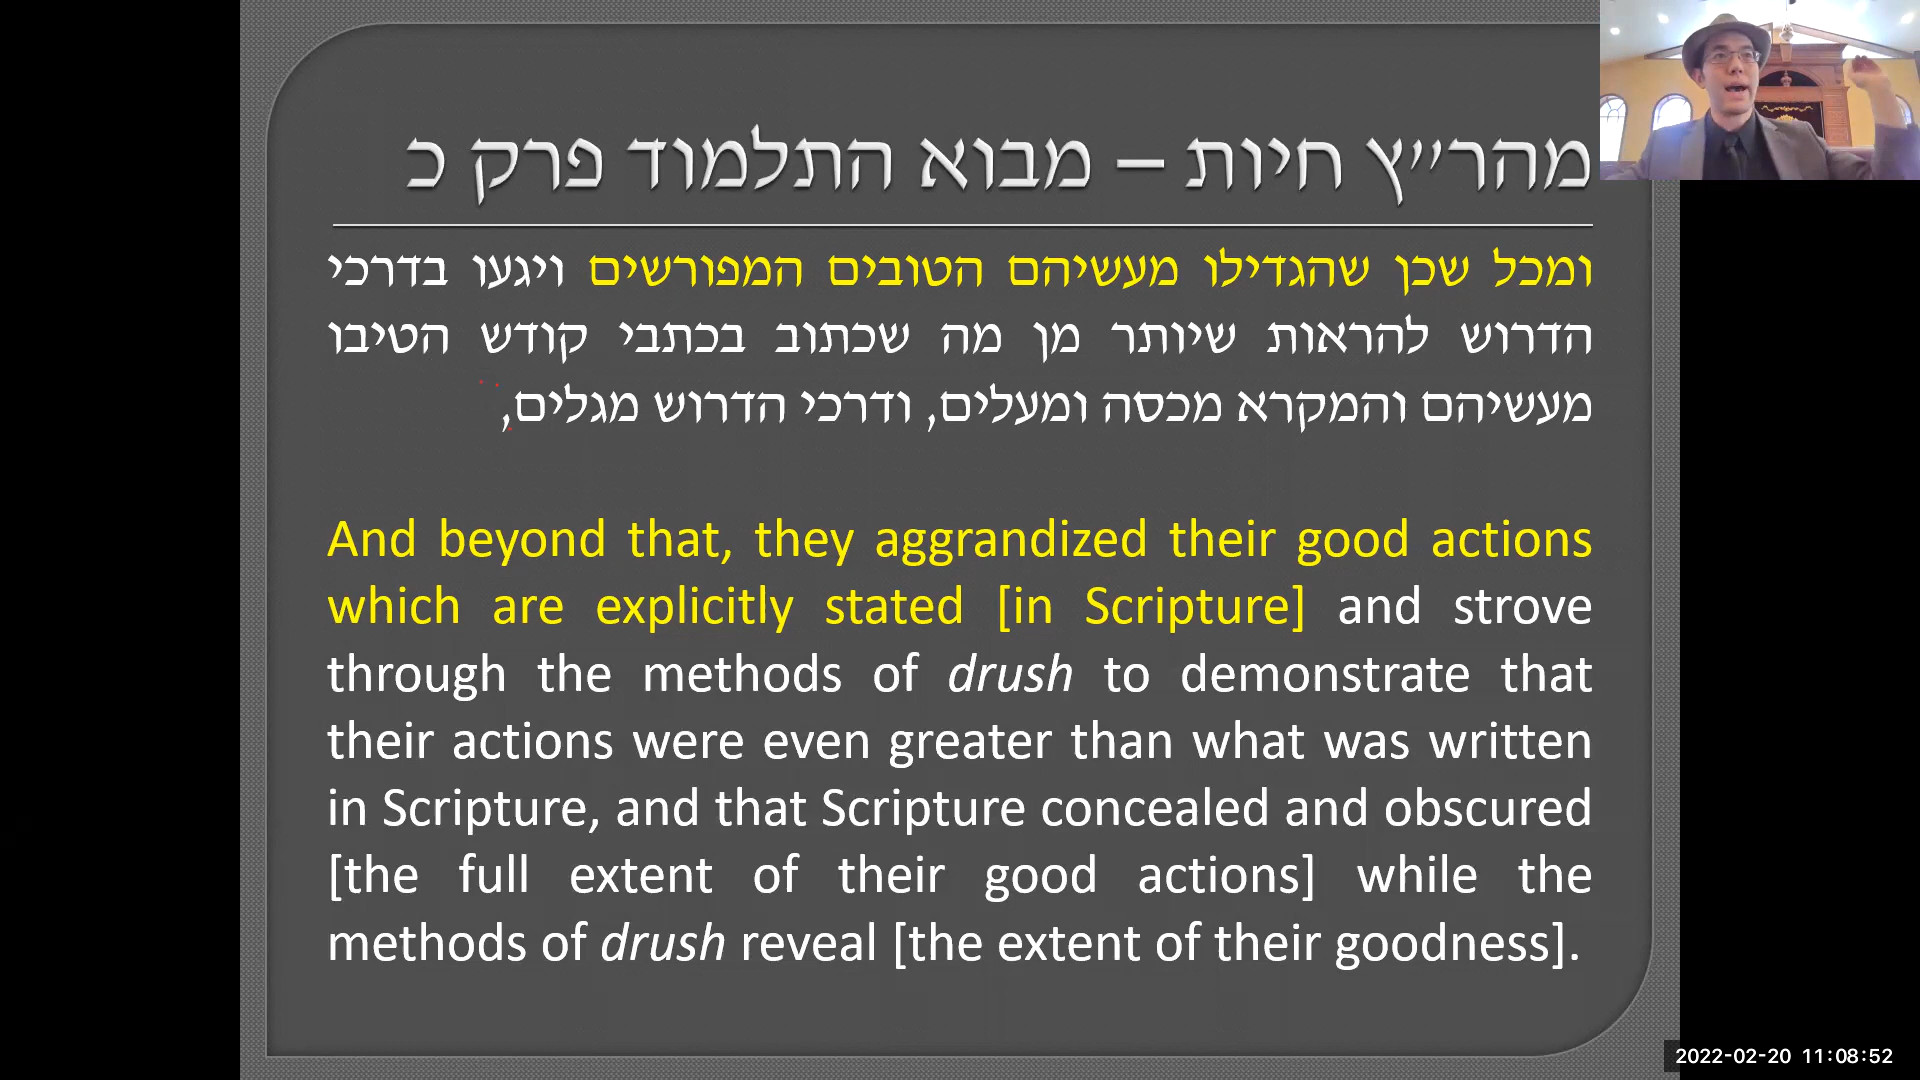 מהר״ץ חיות – מבוא התלמוד פרק כ
ומכל שכן שהגדילו מעשיהם הטובים המפורשים ויגעו בדרכי
הדרוש להראות שיותר מן מה שכתוב בכתבי קודש הטיבו
מעשיהם והמקרא מכסה ומעלים, ודרכי הדרוש מגלים,
And beyond that, they aggrandized their good actions
which are explicitly stated [in Scripture] and strove
through the methods of drush to demonstrate that
their actions were even greater than what was written
in Scripture, and that Scripture concealed and obscured
[the full extent of their good actions] while the
methods of drush reveal [the extent of their goodness].
2022-02-20 11:08:52